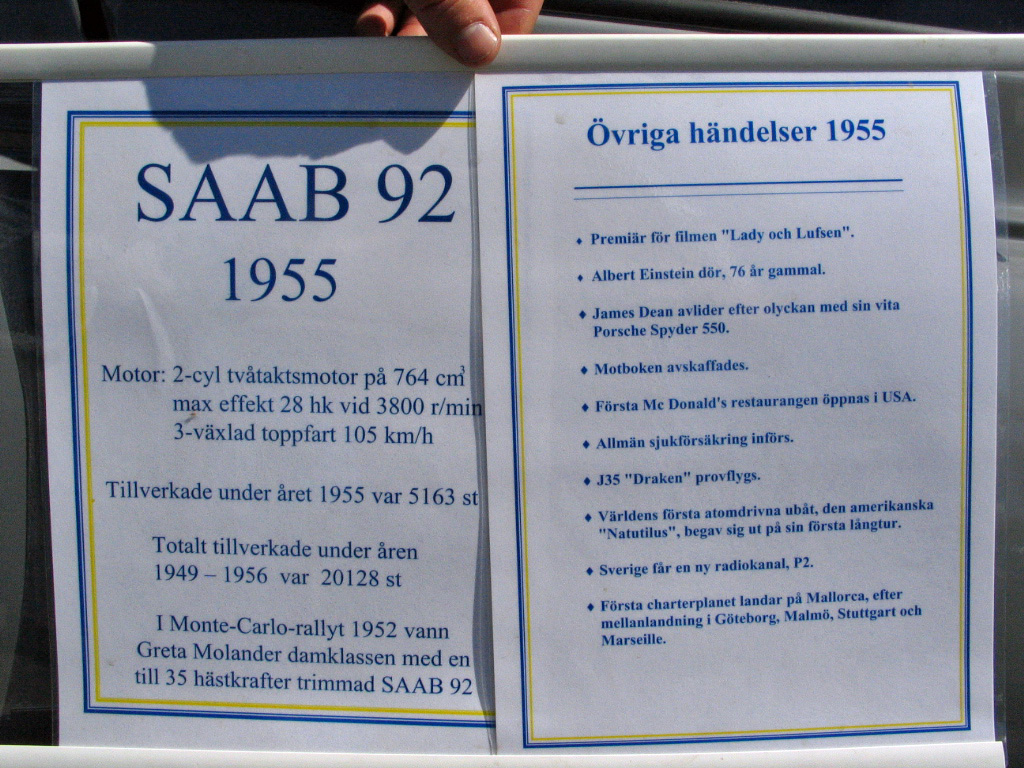 SAAB 92
1955
Motor: 2-cyl tvåtaktsmotor på 764 cm³
max effekt 28 hk vid 3800 r/min
3-växlad toppfart 105 km/h
Tillverkade under året 1955 var 5163 st
Totalt tillverkade under åren
1949 – 1956 var 20128 st
I Monte-Carlo-rallyt 1952 vann
Greta Molander damklassen med en
till 35 hästkrafter trimmad SAAB 92
Övriga händelser 1955
♦ Premiär för filmen "Lady och Lufsen".
♦ Albert Einstein dör, 76 år gammal.
♦ James Dean avlider efter olyckan med sin vita
Porsche Spyder 550.
♦ Motboken avskaffades.
♦ Första Mc Donald's restaurangen öppnas i USA.
♦ Allmän sjukförsäkring införs.
♦ J35 "Draken" provflygs.
♦ Världens första atomdrivna ubåt, den amerikanska
"Natutilus", begav sig ut på sin första långtur.
♦ Sverige får en ny radiokanal, P2.
♦ Första charterplanet landar på Mallorca, efter
mellanlandning i Göteborg, Malmö, Stuttgart och
Marseille.